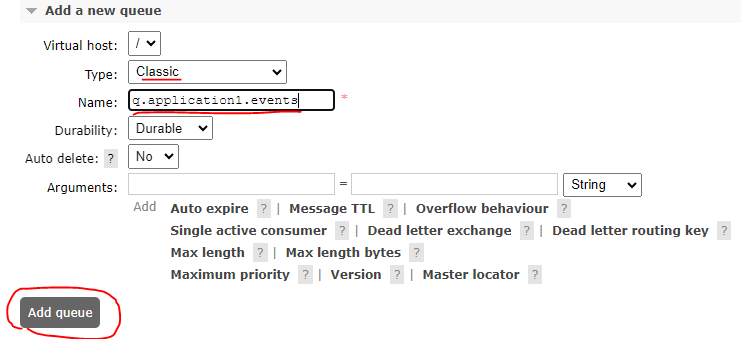 Add a new queue
Virtual host: /
Type: Classic
Name: q.application1.events *
Durability: Durable
Auto delete: ? No
Arguments: = String
Add Auto expire ? | Message TTL ? | Overflow behaviour ?
Single active consumer ? | Dead letter exchange ? | Dead letter routing key ?
Max length ? | Max length bytes ?
Maximum priority ? | Version ? | Master locator ?
Add queue